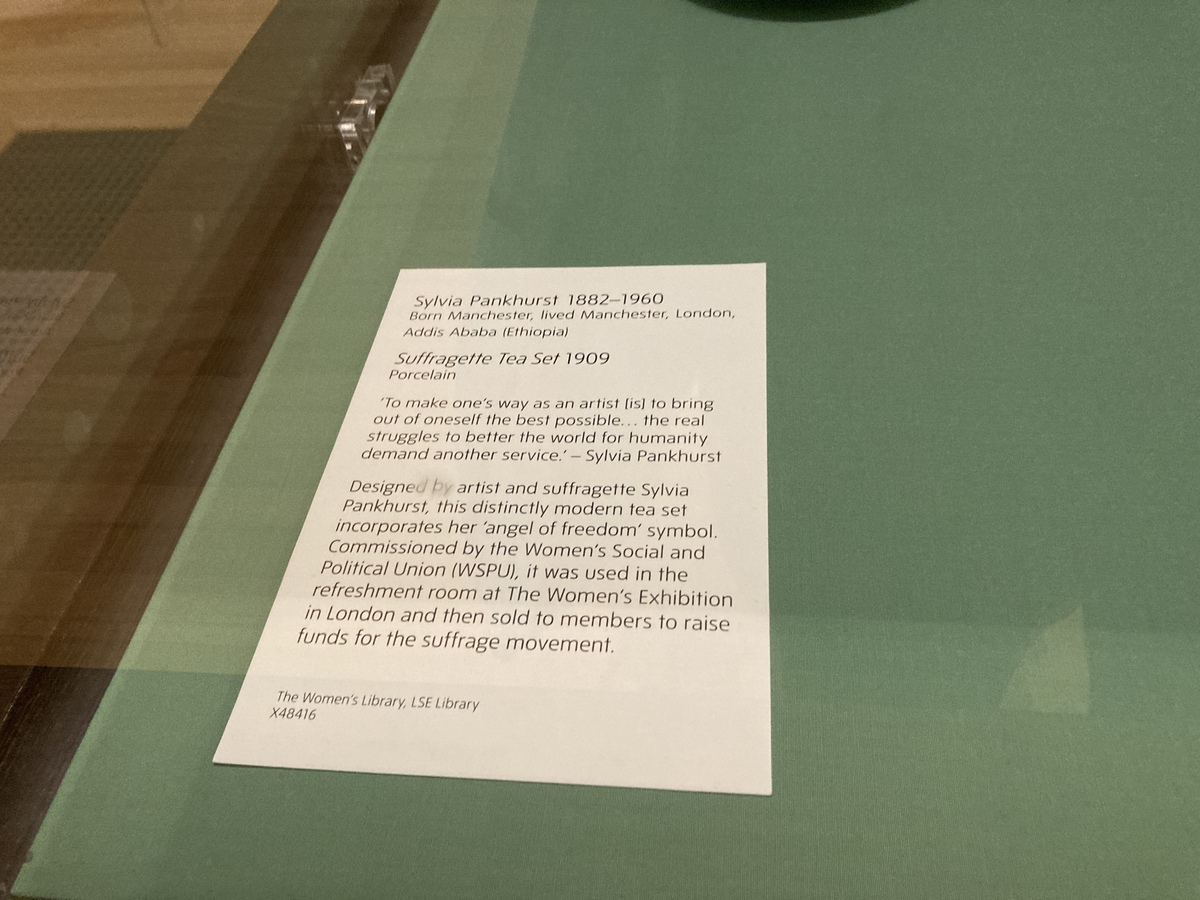 Sylvia Pankhurst 1882–1960
Born Manchester, lived Manchester, London,
Addis Ababa (Ethiopia)
Suffragette Tea Set 1909
Porcelain
‘To make one’s way as an artist [is] to bring
out of oneself the best possible… the real
struggles to better the world for humanity
demand another service.’ – Sylvia Pankhurst
Designed by artist and suffragette Sylvia
Pankhurst, this distinctly modern tea set
incorporates her ‘angel of freedom’ symbol.
Commissioned by the Women’s Social and
Political Union (WSPU), it was used in the
refreshment room at The Women’s Exhibition
in London and then sold to members to raise
funds for the suffrage movement.
The Women’s Library, LSE Library
X48416